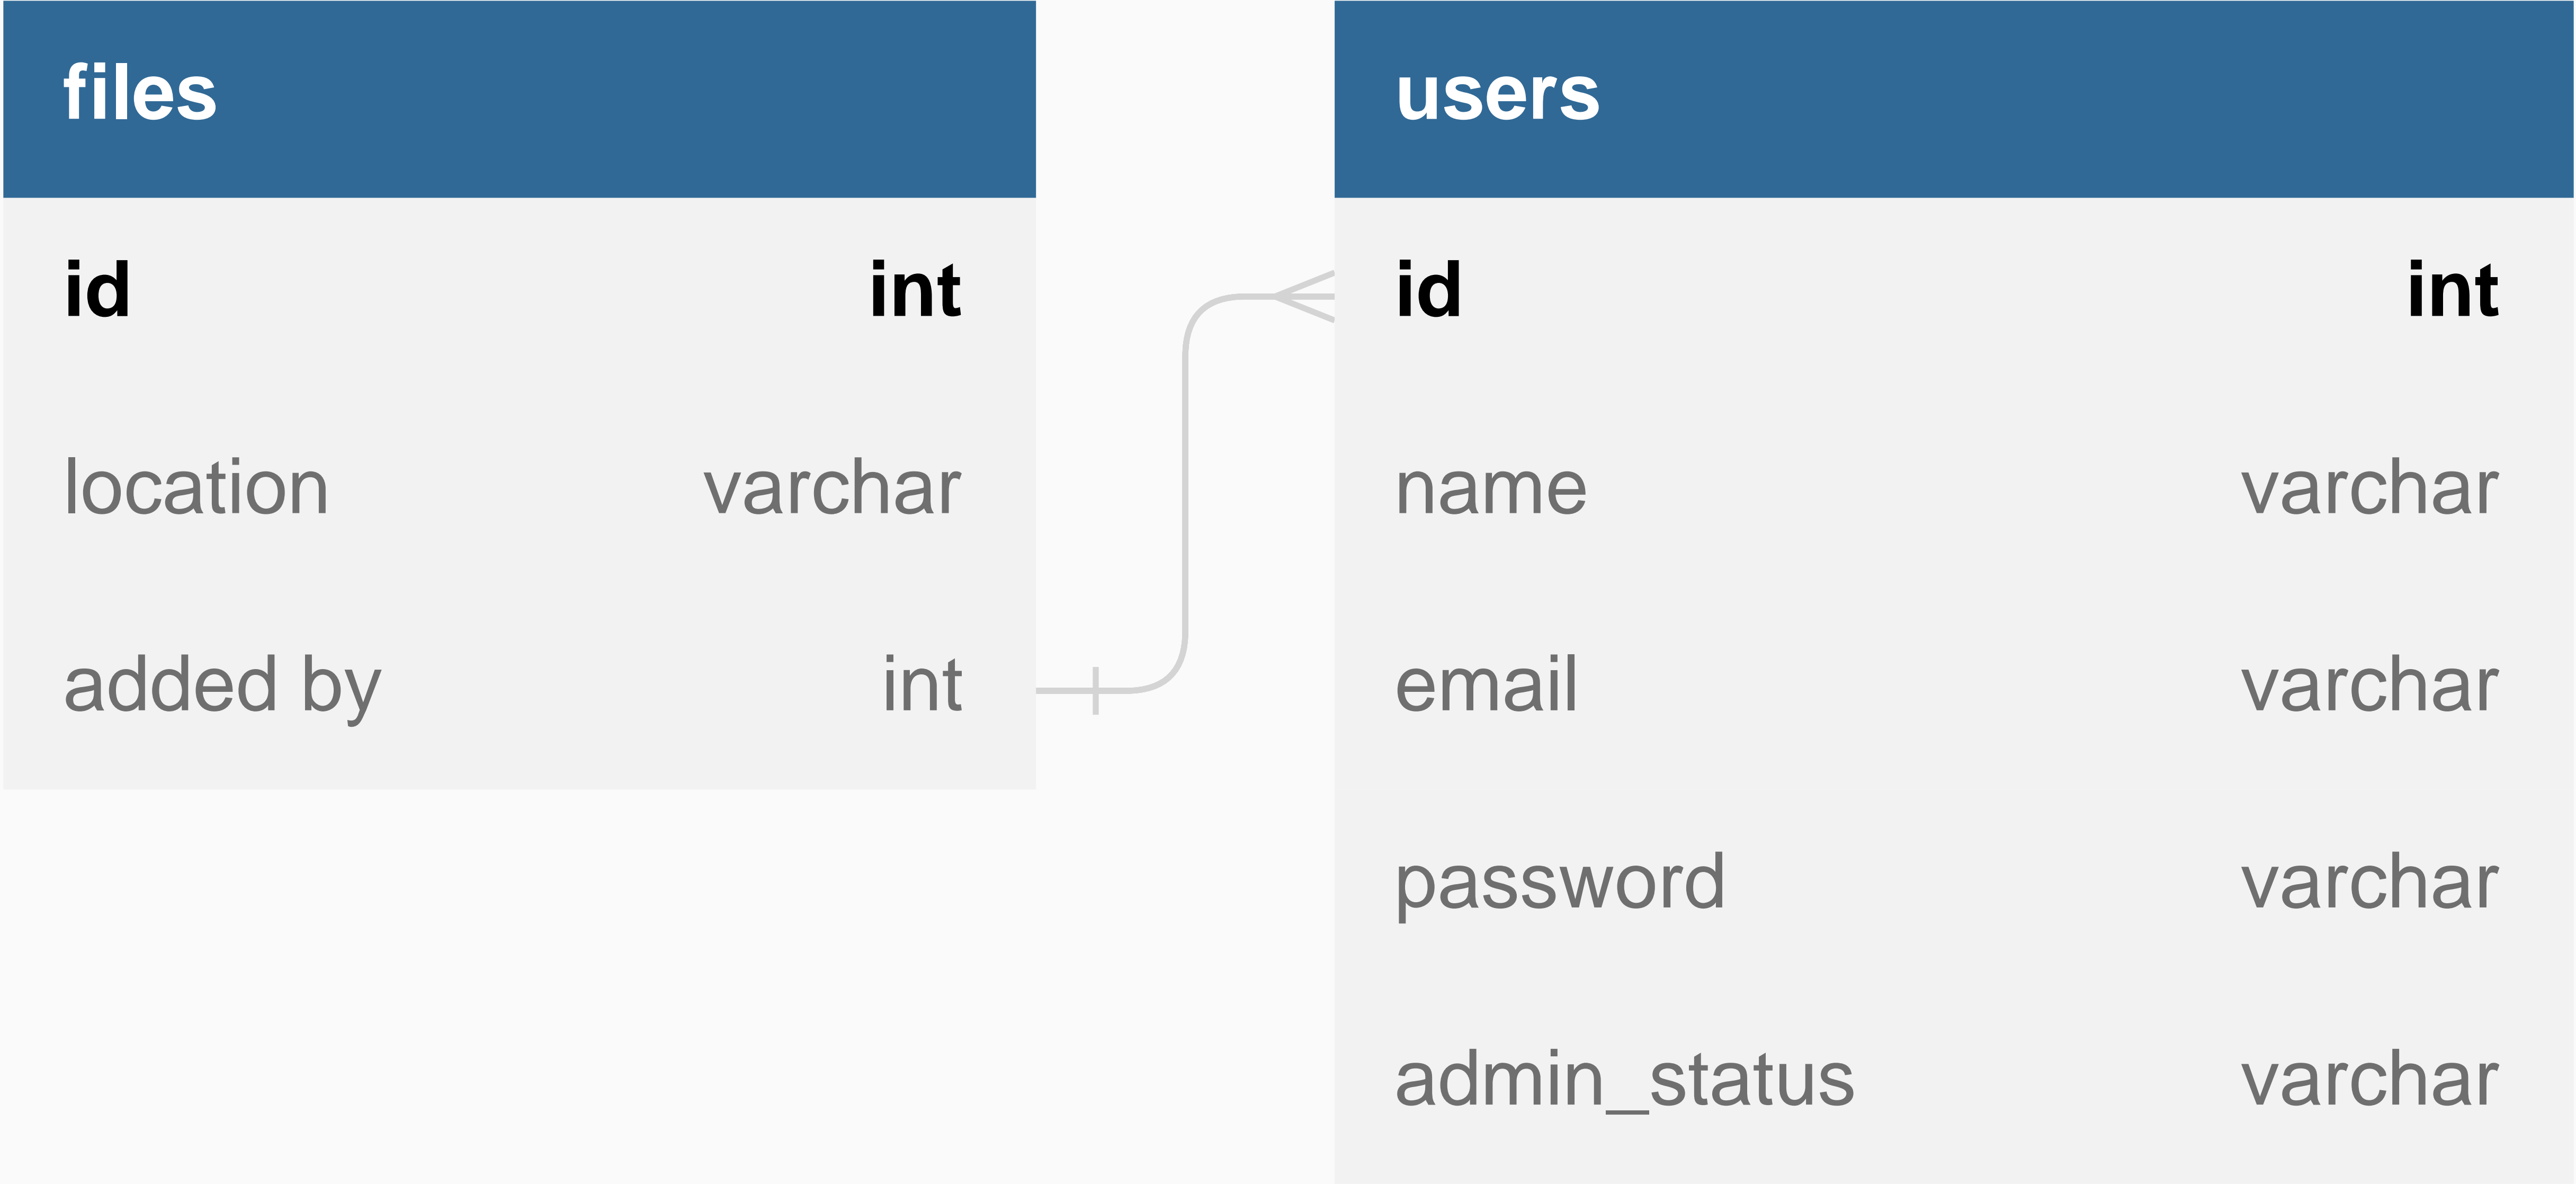 files
id int
location varchar
added by int
users
id int
name varchar
email varchar
password varchar
admin_status varchar